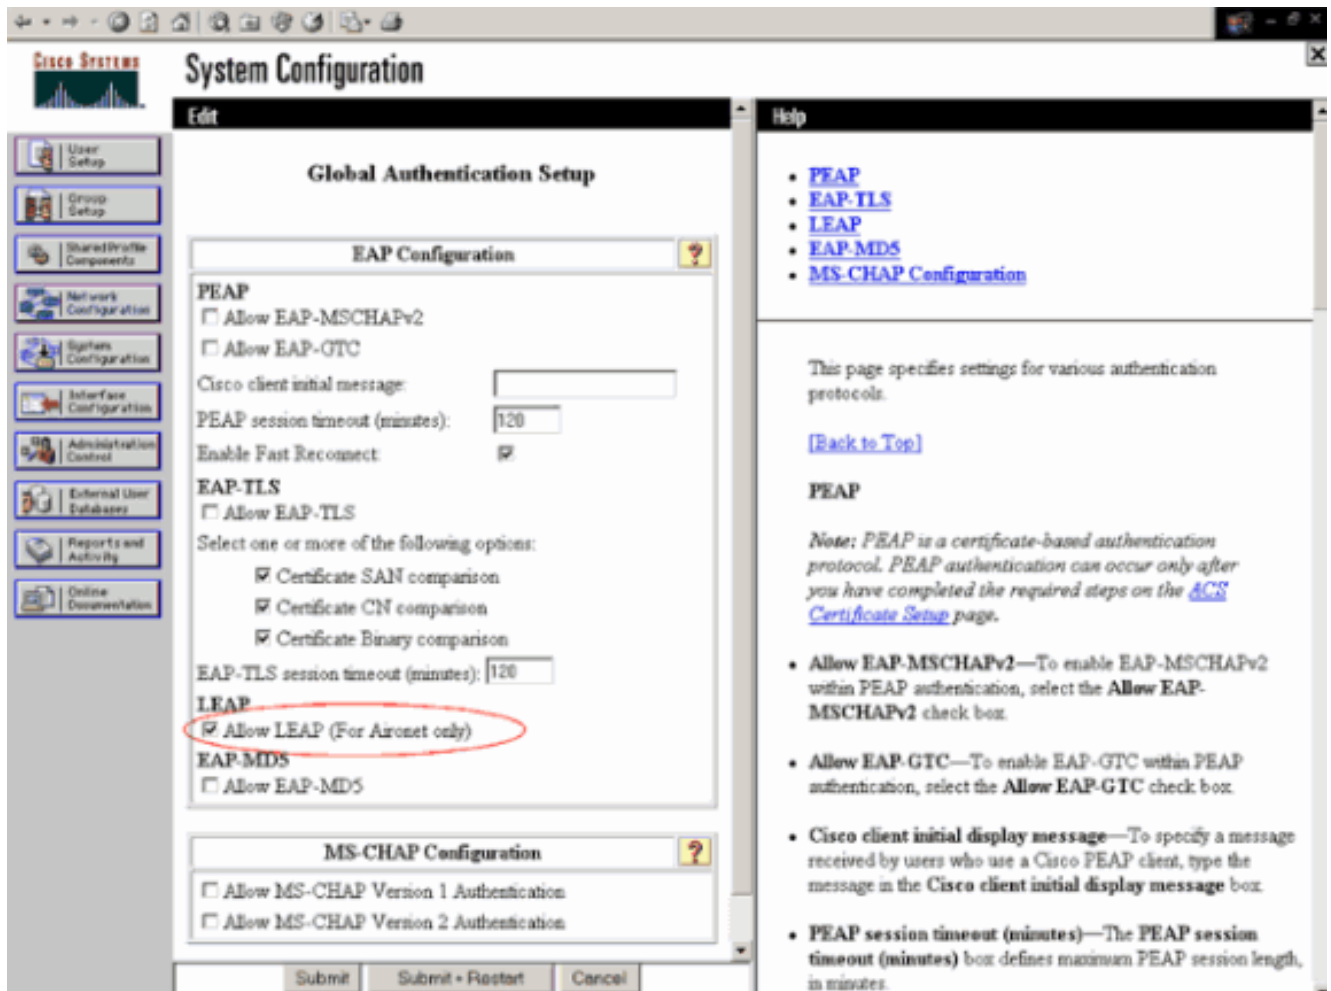 CISCO SYSTEMS
System Configuration
User
Setup
Group
Setup
Shared Profile
Components
Network
Configuration
System
Configuration
Interface
Configuration
Administration
Control
External User
Databases
Reports and
Activity
Online
Documentation
Edit
Global Authentication Setup
EAP Configuration
?
PEAP
Allow EAP-MSCHAPv2
Allow EAP-GTC
Cisco client initial message:
PEAP session timeout (minutes): 120
Enable Fast Reconnect:
EAP-TLS
Allow EAP-TLS
Select one or more of the following options:
Certificate SAN comparison
Certificate CN comparison
Certificate Binary comparison
EAP-TLS session timeout (minutes): 120
LEAP
Allow LEAP (For Aironet only)
EAP-MD5
Allow EAP-MD5
MS-CHAP Configuration
?
Allow MS-CHAP Version 1 Authentication
Allow MS-CHAP Version 2 Authentication
Submit
Submit + Restart
Cancel
Help
• PEAP
• EAP-TLS
• LEAP
• EAP-MD5
• MS-CHAP Configuration
This page specifies settings for various authentication
protocols.
[Back to Top]
PEAP
Note: PEAP is a certificate-based authentication
protocol. PEAP authentication can occur only after
you have completed the required steps on the ACS
Certificate Setup page.
• Allow EAP-MSCHAPv2—To enable EAP-MSCHAPv2
within PEAP authentication, select the Allow EAP-
MSCHAPv2 check box.
• Allow EAP-GTC—To enable EAP-GTC within PEAP
authentication, select the Allow EAP-GTC check box.
• Cisco client initial display message—To specify a message
received by users who use a Cisco PEAP client, type the
message in the Cisco client initial display message box.
• PEAP session timeout (minutes)—The PEAP session
timeout (minutes) box defines maximum PEAP session length,
in minutes.